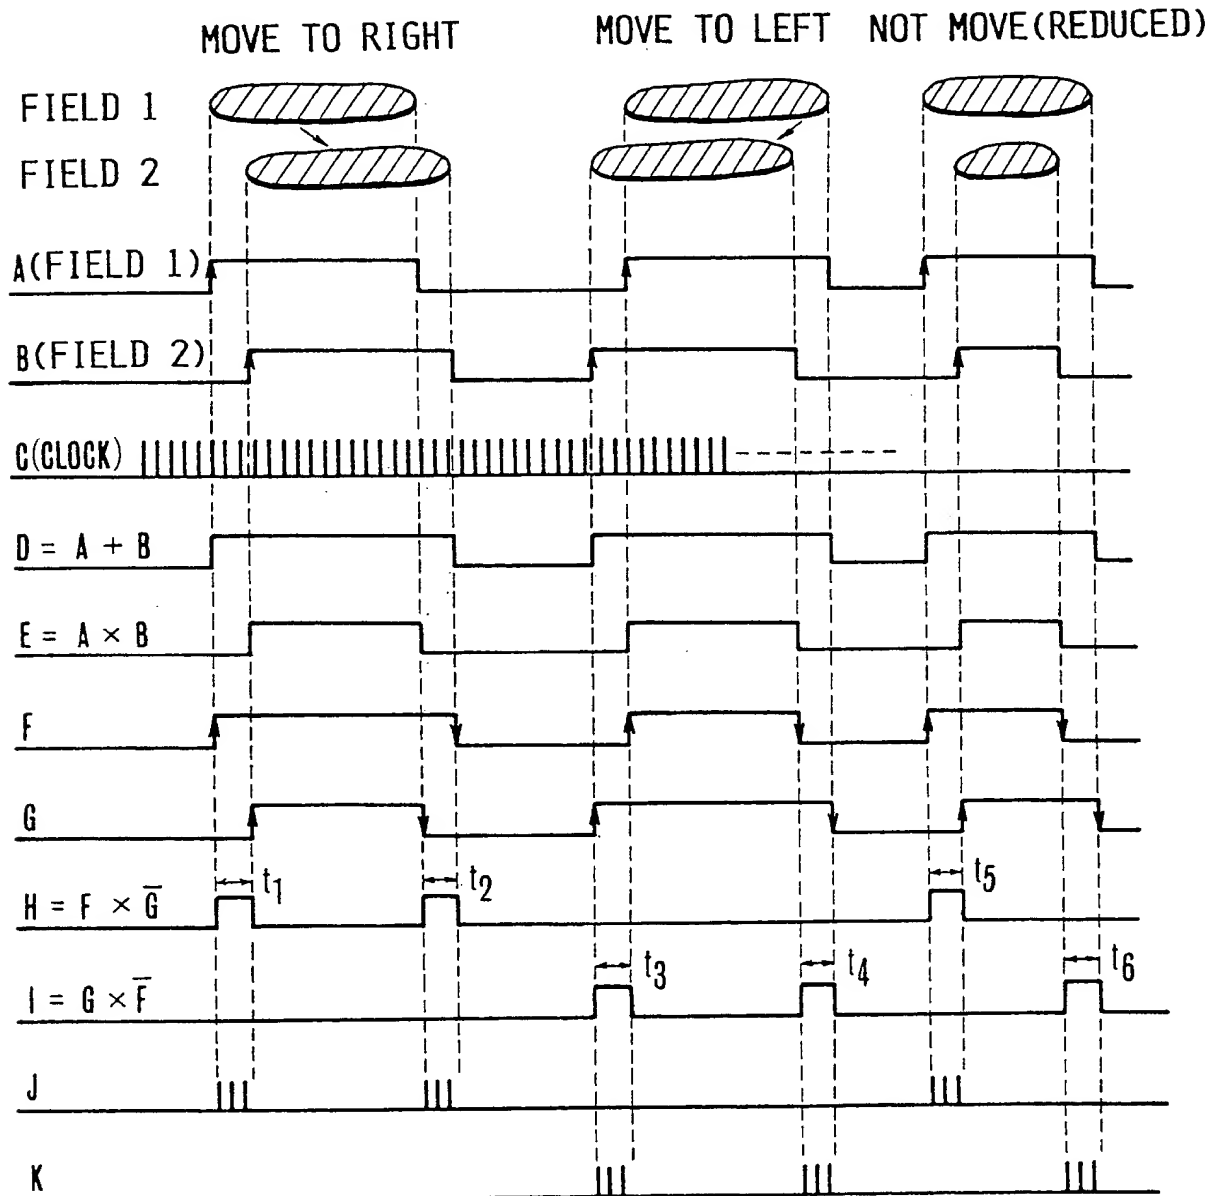 MOVE TO RIGHT MOVE TO LEFT NOT MOVE(REDUCED)
FIELD 1
FIELD 2
A(FIELD 1)
B(FIELD 2)
C(CLOCK)
D = A + B
E = A × B
F
G
t1 t2 t5
H = F × G̅
t3 t4 t6
I = G × F̅
J
K